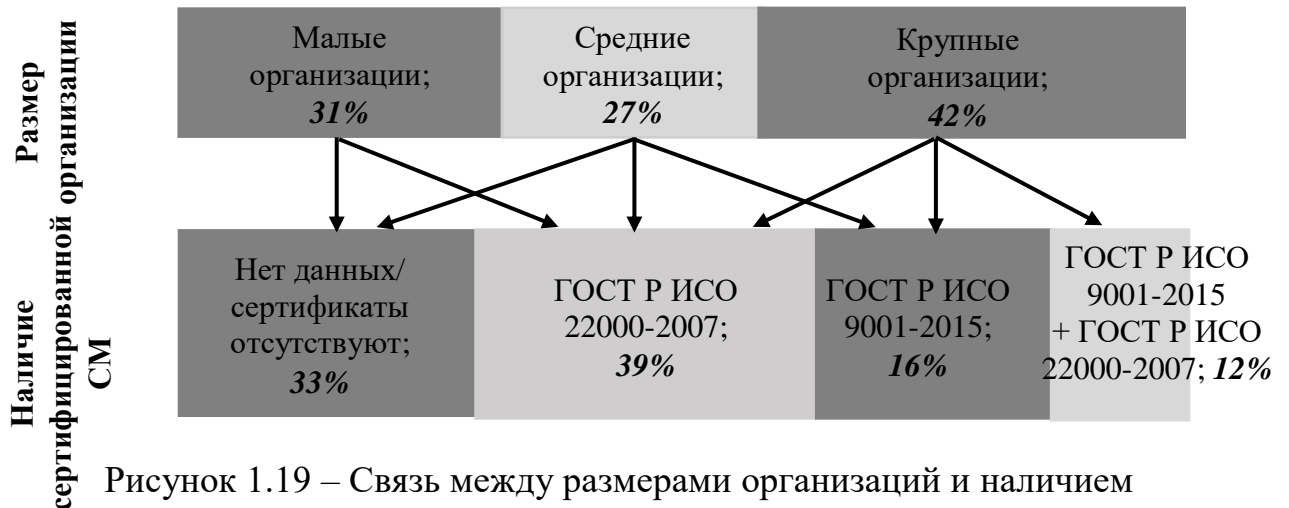 Размер организации
Малые
организации;
31%
Средние
организации;
27%
Крупные
организации;
42%
Наличие
сертифицированной
СМ
Нет данных/
сертификаты
отсутствуют;
33%
ГОСТ Р ИСО
22000-2007;
39%
ГОСТ Р ИСО
9001-2015;
16%
ГОСТ Р ИСО
9001-2015
+ ГОСТ Р ИСО
22000-2007; 12%
Рисунок 1.19 – Связь между размерами организаций и наличием